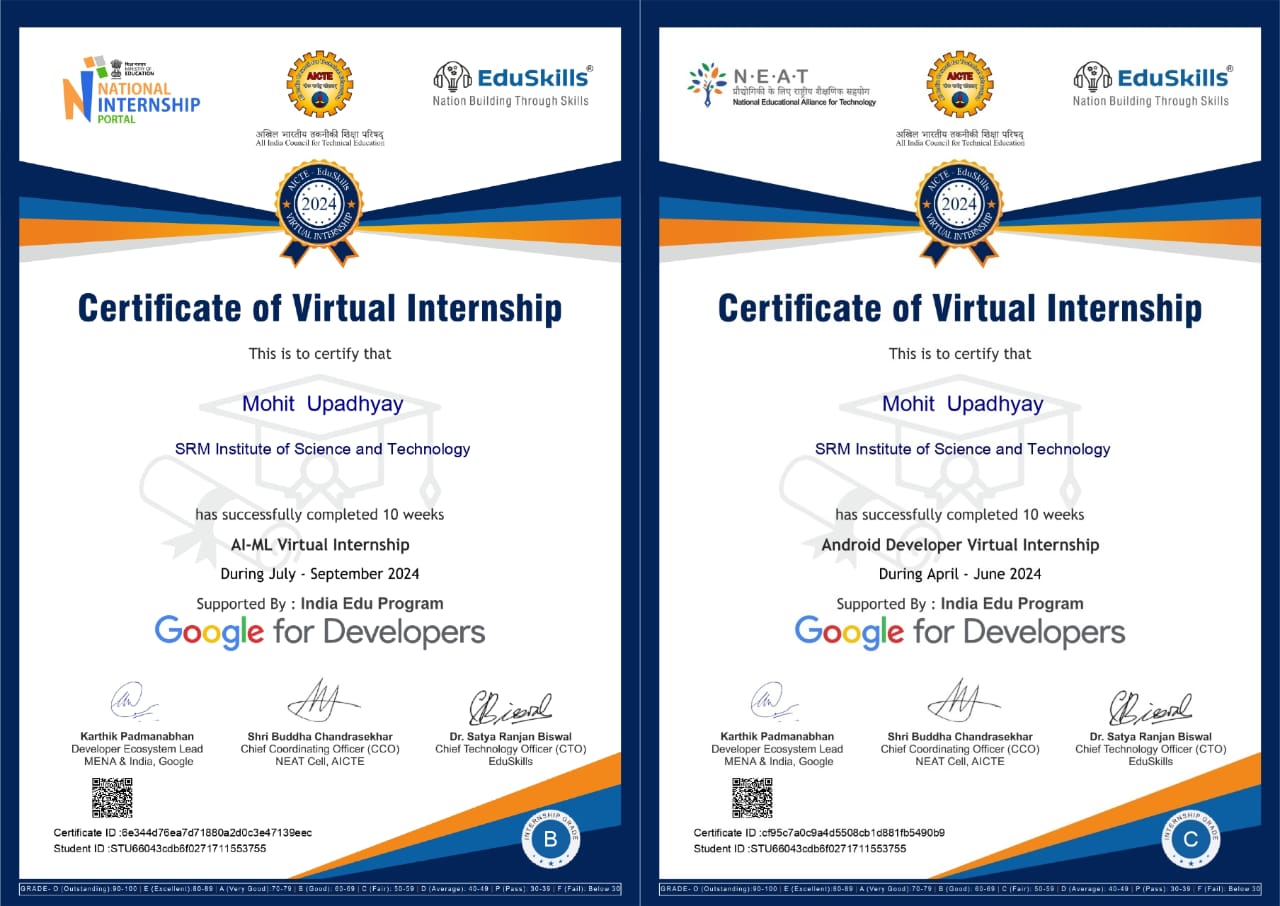 शिक्षा मंत्रालय
MINISTRY OF
EDUCATION
NATIONAL
INTERNSHIP
PORTAL
AICTE
अखिल भारतीय तकनीकी शिक्षा परिषद्
All India Council for Technical Education
EduSkills®
Nation Building Through Skills
AICTE - EduSkills
2024
VIRTUAL INTERNSHIP
Certificate of Virtual Internship
This is to certify that
Mohit Upadhyay
SRM Institute of Science and Technology
has successfully completed 10 weeks
AI-ML Virtual Internship
During July - September 2024
Supported By : India Edu Program
Google for Developers
Karthik Padmanabhan
Developer Ecosystem Lead
MENA & India, Google
Shri Buddha Chandrasekhar
Chief Coordinating Officer (CCO)
NEAT Cell, AICTE
Dr. Satya Ranjan Biswal
Chief Technology Officer (CTO)
EduSkills
Certificate ID :6e344d76ea7d71880a2d0c3e47139eec
Student ID :STU66043cdb6f0271711553755
INTERNSHIP GRADE
B
GRADE- O (Outstanding):90-100 | E (Excellent):80-89 | A (Very Good):70-79 | B (Good): 60-69 | C (Fair): 50-59 | D (Average): 40-49 | P (Pass): 30-39 | F (Fail): Below 30
N·E·A·T
प्रौद्योगिकी के लिए राष्ट्रीय शैक्षणिक सहयोग
National Educational Alliance for Technology
AICTE
अखिल भारतीय तकनीकी शिक्षा परिषद्
All India Council for Technical Education
EduSkills®
Nation Building Through Skills
AICTE - EduSkills
2024
VIRTUAL INTERNSHIP
Certificate of Virtual Internship
This is to certify that
Mohit Upadhyay
SRM Institute of Science and Technology
has successfully completed 10 weeks
Android Developer Virtual Internship
During April - June 2024
Supported By : India Edu Program
Google for Developers
Karthik Padmanabhan
Developer Ecosystem Lead
MENA & India, Google
Shri Buddha Chandrasekhar
Chief Coordinating Officer (CCO)
NEAT Cell, AICTE
Dr. Satya Ranjan Biswal
Chief Technology Officer (CTO)
EduSkills
Certificate ID :cf95c7a0c9a4d5508cb1d881fb5490b9
Student ID :STU66043cdb6f0271711553755
INTERNSHIP GRADE
C
GRADE- O (Outstanding):90-100 | E (Excellent):80-89 | A (Very Good):70-79 | B (Good): 60-69 | C (Fair): 50-59 | D (Average): 40-49 | P (Pass): 30-39 | F (Fail): Below 30